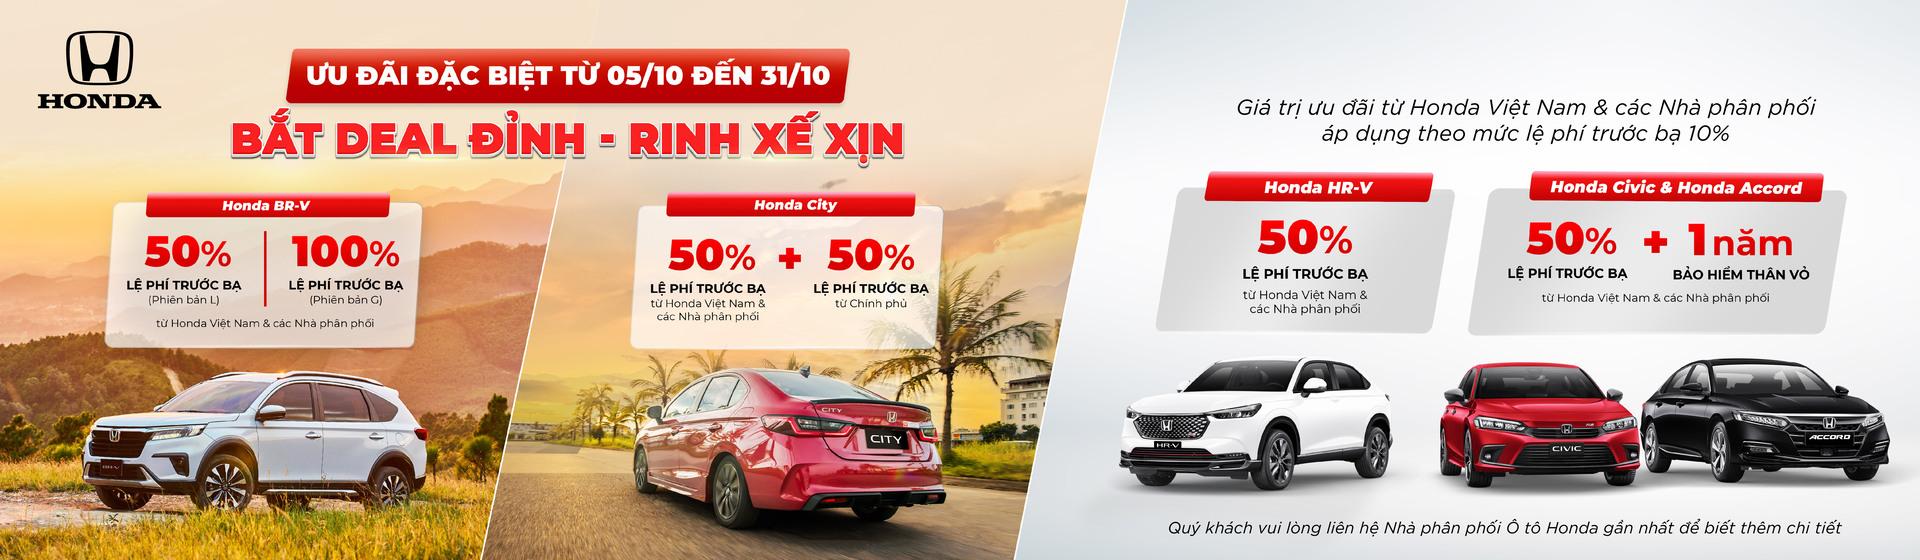 HONDA
ƯU ĐÃI ĐẶC BIỆT TỪ 05/10 ĐẾN 31/10
BẮT DEAL ĐỈNH - RINH XẾ XỊN
Honda BR-V
50%
LỆ PHÍ TRƯỚC BẠ
(Phiên bản L)
100%
LỆ PHÍ TRƯỚC BẠ
(Phiên bản G)
từ Honda Việt Nam & các Nhà phân phối
Honda City
50%
LỆ PHÍ TRƯỚC BẠ
từ Honda Việt Nam &
các Nhà phân phối
+
50%
LỆ PHÍ TRƯỚC BẠ
từ Chính phủ
BR-V
CITY
CITY
Giá trị ưu đãi từ Honda Việt Nam & các Nhà phân phối
áp dụng theo mức lệ phí trước bạ 10%
Honda HR-V
50%
LỆ PHÍ TRƯỚC BẠ
từ Honda Việt Nam &
các Nhà phân phối
Honda Civic & Honda Accord
50%
LỆ PHÍ TRƯỚC BẠ
+
1 năm
BẢO HIỂM THÂN VỎ
từ Honda Việt Nam & các Nhà phân phối
HR-V
CIVIC
ACCORD
Quý khách vui lòng liên hệ Nhà phân phối Ô tô Honda gần nhất để biết thêm chi tiết